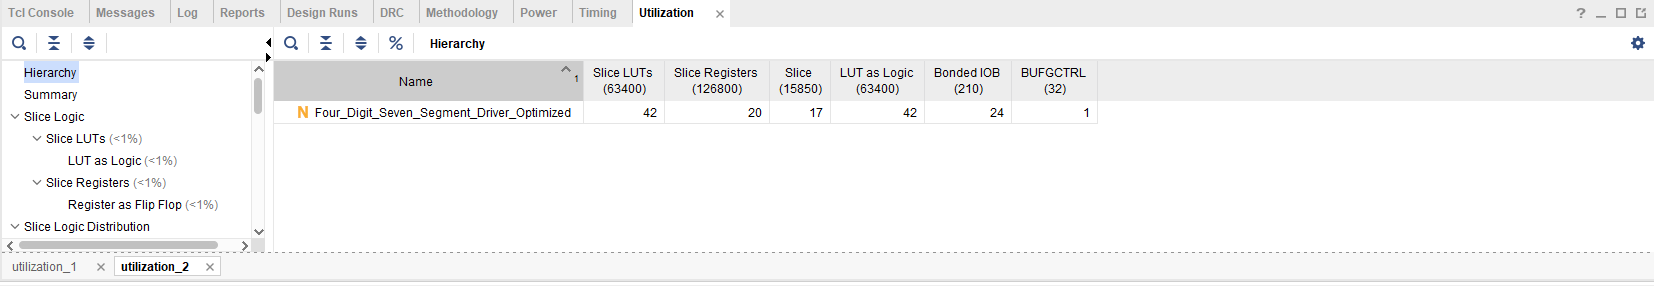 Tcl Console Messages Log Reports Design Runs DRC Methodology Power Timing Utilization × ? _
% Hierarchy
Hierarchy
Summary
Slice Logic
Slice LUTs (<1%)
LUT as Logic (<1%)
Slice Registers (<1%)
Register as Flip Flop (<1%)
Slice Logic Distribution
Name 1 Slice LUTs (63400) Slice Registers (126800) Slice (15850) LUT as Logic (63400) Bonded IOB (210) BUFGCTRL (32)
N Four_Digit_Seven_Segment_Driver_Optimized 42 20 17 42 24 1
utilization_1 × utilization_2 ×